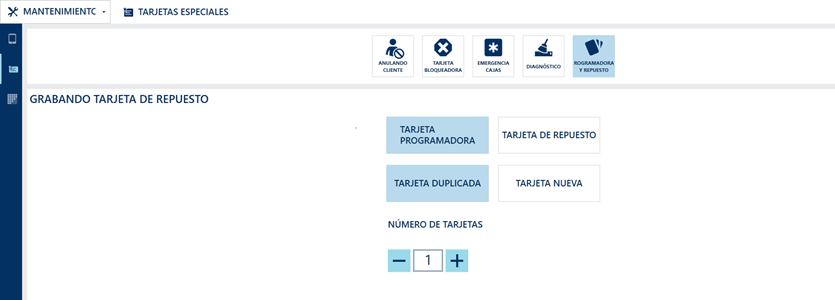 MANTENIMIENTO
TARJETAS ESPECIALES
ANULANDO
CLIENTE
TARJETA
BLOQUEADORA
EMERGENCIA
CAJAS
DIAGNÓSTICO
ROGRAMADORA
Y REPUESTO
GRABANDO TARJETA DE REPUESTO
TARJETA
PROGRAMADORA
TARJETA DE REPUESTO
TARJETA DUPLICADA
TARJETA NUEVA
NÚMERO DE TARJETAS
1